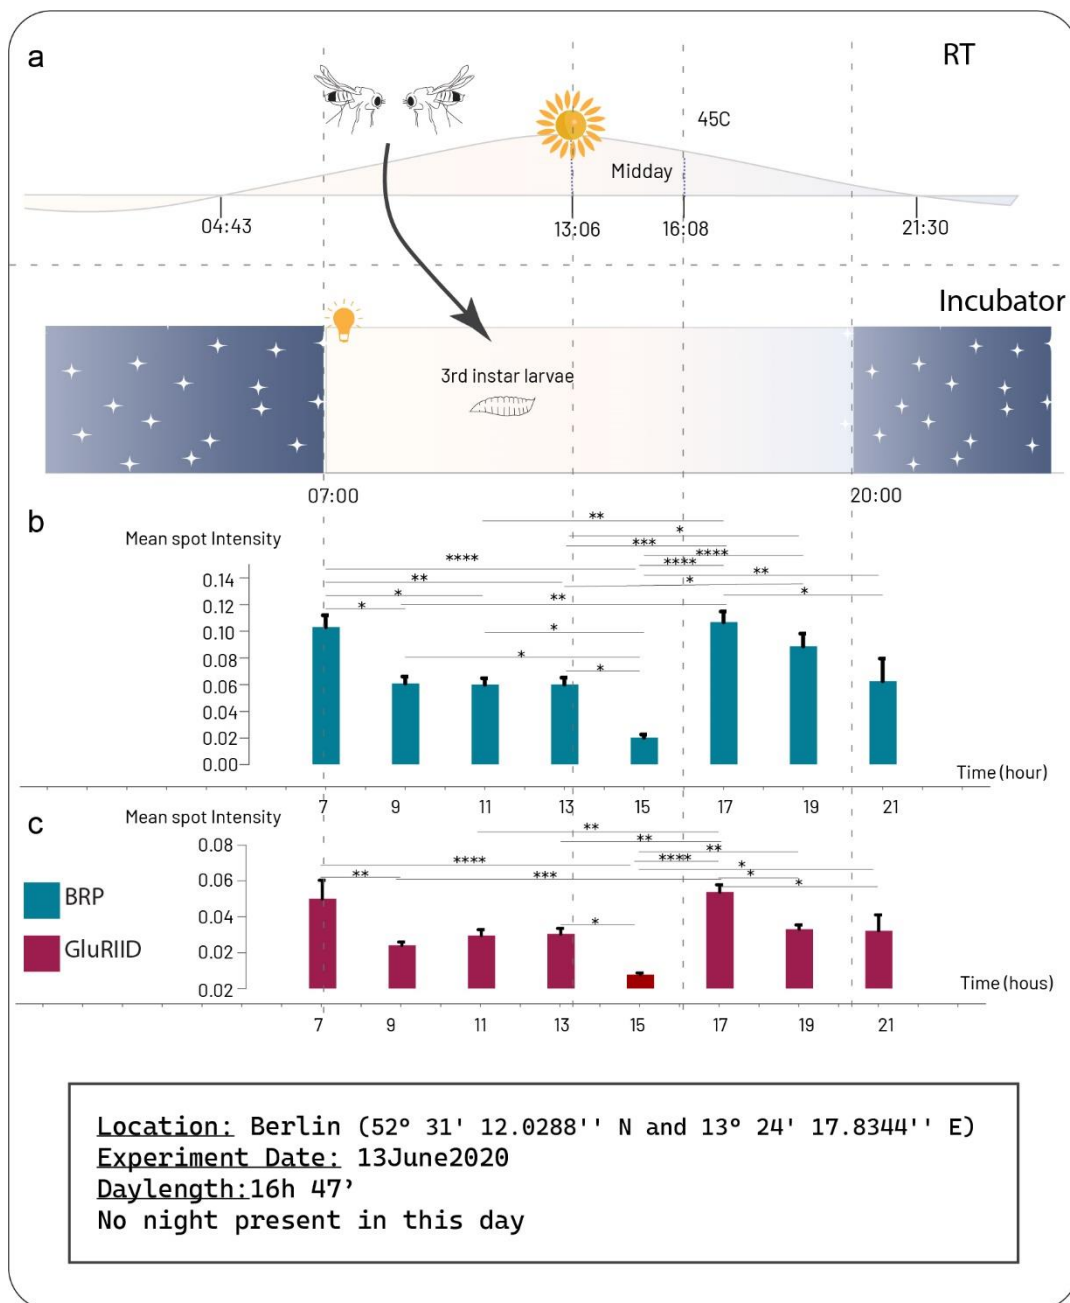 a
RT
45C
Midday
04:43
13:06
16:08
21:30
Incubator
3rd instar larvae
07:00
20:00
b
Mean spot Intensity
**
*
***
****
****
****
**
**
*
*
*
*
**
*
*
*
*
0.14
0.12
0.10
0.08
0.06
0.04
0.02
0.00
Time (hour)
7 9 11 13 15 17 19 21
c
Mean spot Intensity
**
**
**
****
****
*
**
***
*
*
*
0.08
0.06
0.04
0.02
0.02
BRP
GluRIID
Time (hous)
7 9 11 13 15 17 19 21
Location: Berlin (52° 31' 12.0288'' N and 13° 24' 17.8344'' E)
Experiment Date: 13June2020
Daylength:16h 47’
No night present in this day